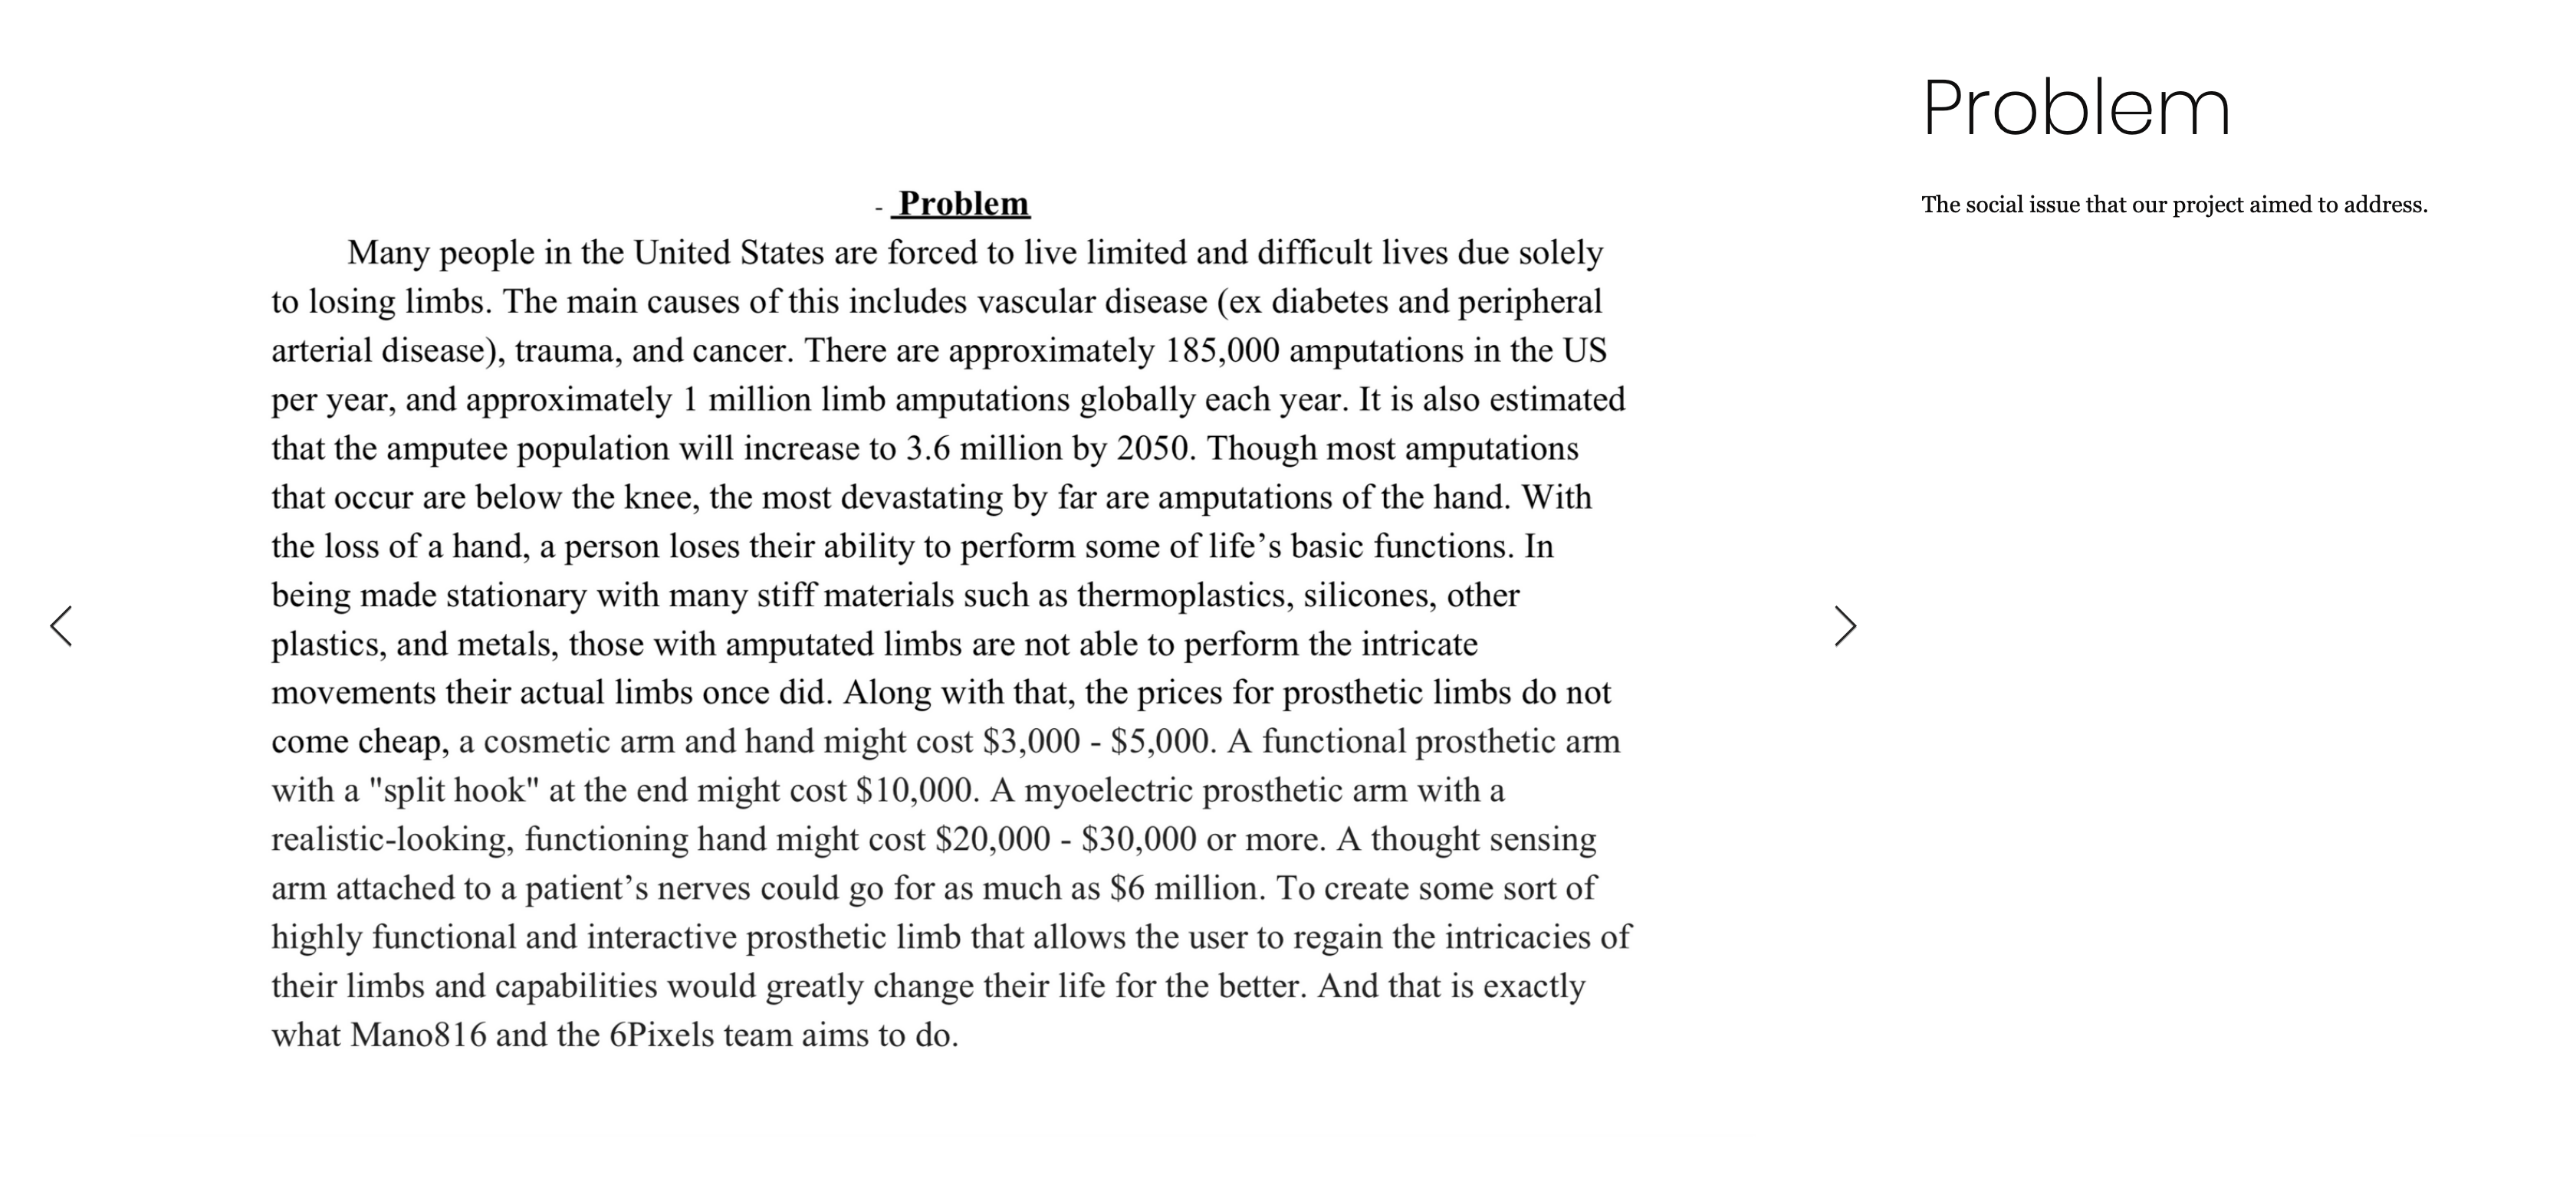 - Problem
Many people in the United States are forced to live limited and difficult lives due solely
to losing limbs. The main causes of this includes vascular disease (ex diabetes and peripheral
arterial disease), trauma, and cancer. There are approximately 185,000 amputations in the US
per year, and approximately 1 million limb amputations globally each year. It is also estimated
that the amputee population will increase to 3.6 million by 2050. Though most amputations
that occur are below the knee, the most devastating by far are amputations of the hand. With
the loss of a hand, a person loses their ability to perform some of life’s basic functions. In
being made stationary with many stiff materials such as thermoplastics, silicones, other
plastics, and metals, those with amputated limbs are not able to perform the intricate
movements their actual limbs once did. Along with that, the prices for prosthetic limbs do not
come cheap, a cosmetic arm and hand might cost $3,000 - $5,000. A functional prosthetic arm
with a "split hook" at the end might cost $10,000. A myoelectric prosthetic arm with a
realistic-looking, functioning hand might cost $20,000 - $30,000 or more. A thought sensing
arm attached to a patient’s nerves could go for as much as $6 million. To create some sort of
highly functional and interactive prosthetic limb that allows the user to regain the intricacies of
their limbs and capabilities would greatly change their life for the better. And that is exactly
what Mano816 and the 6Pixels team aims to do.
Problem
The social issue that our project aimed to address.